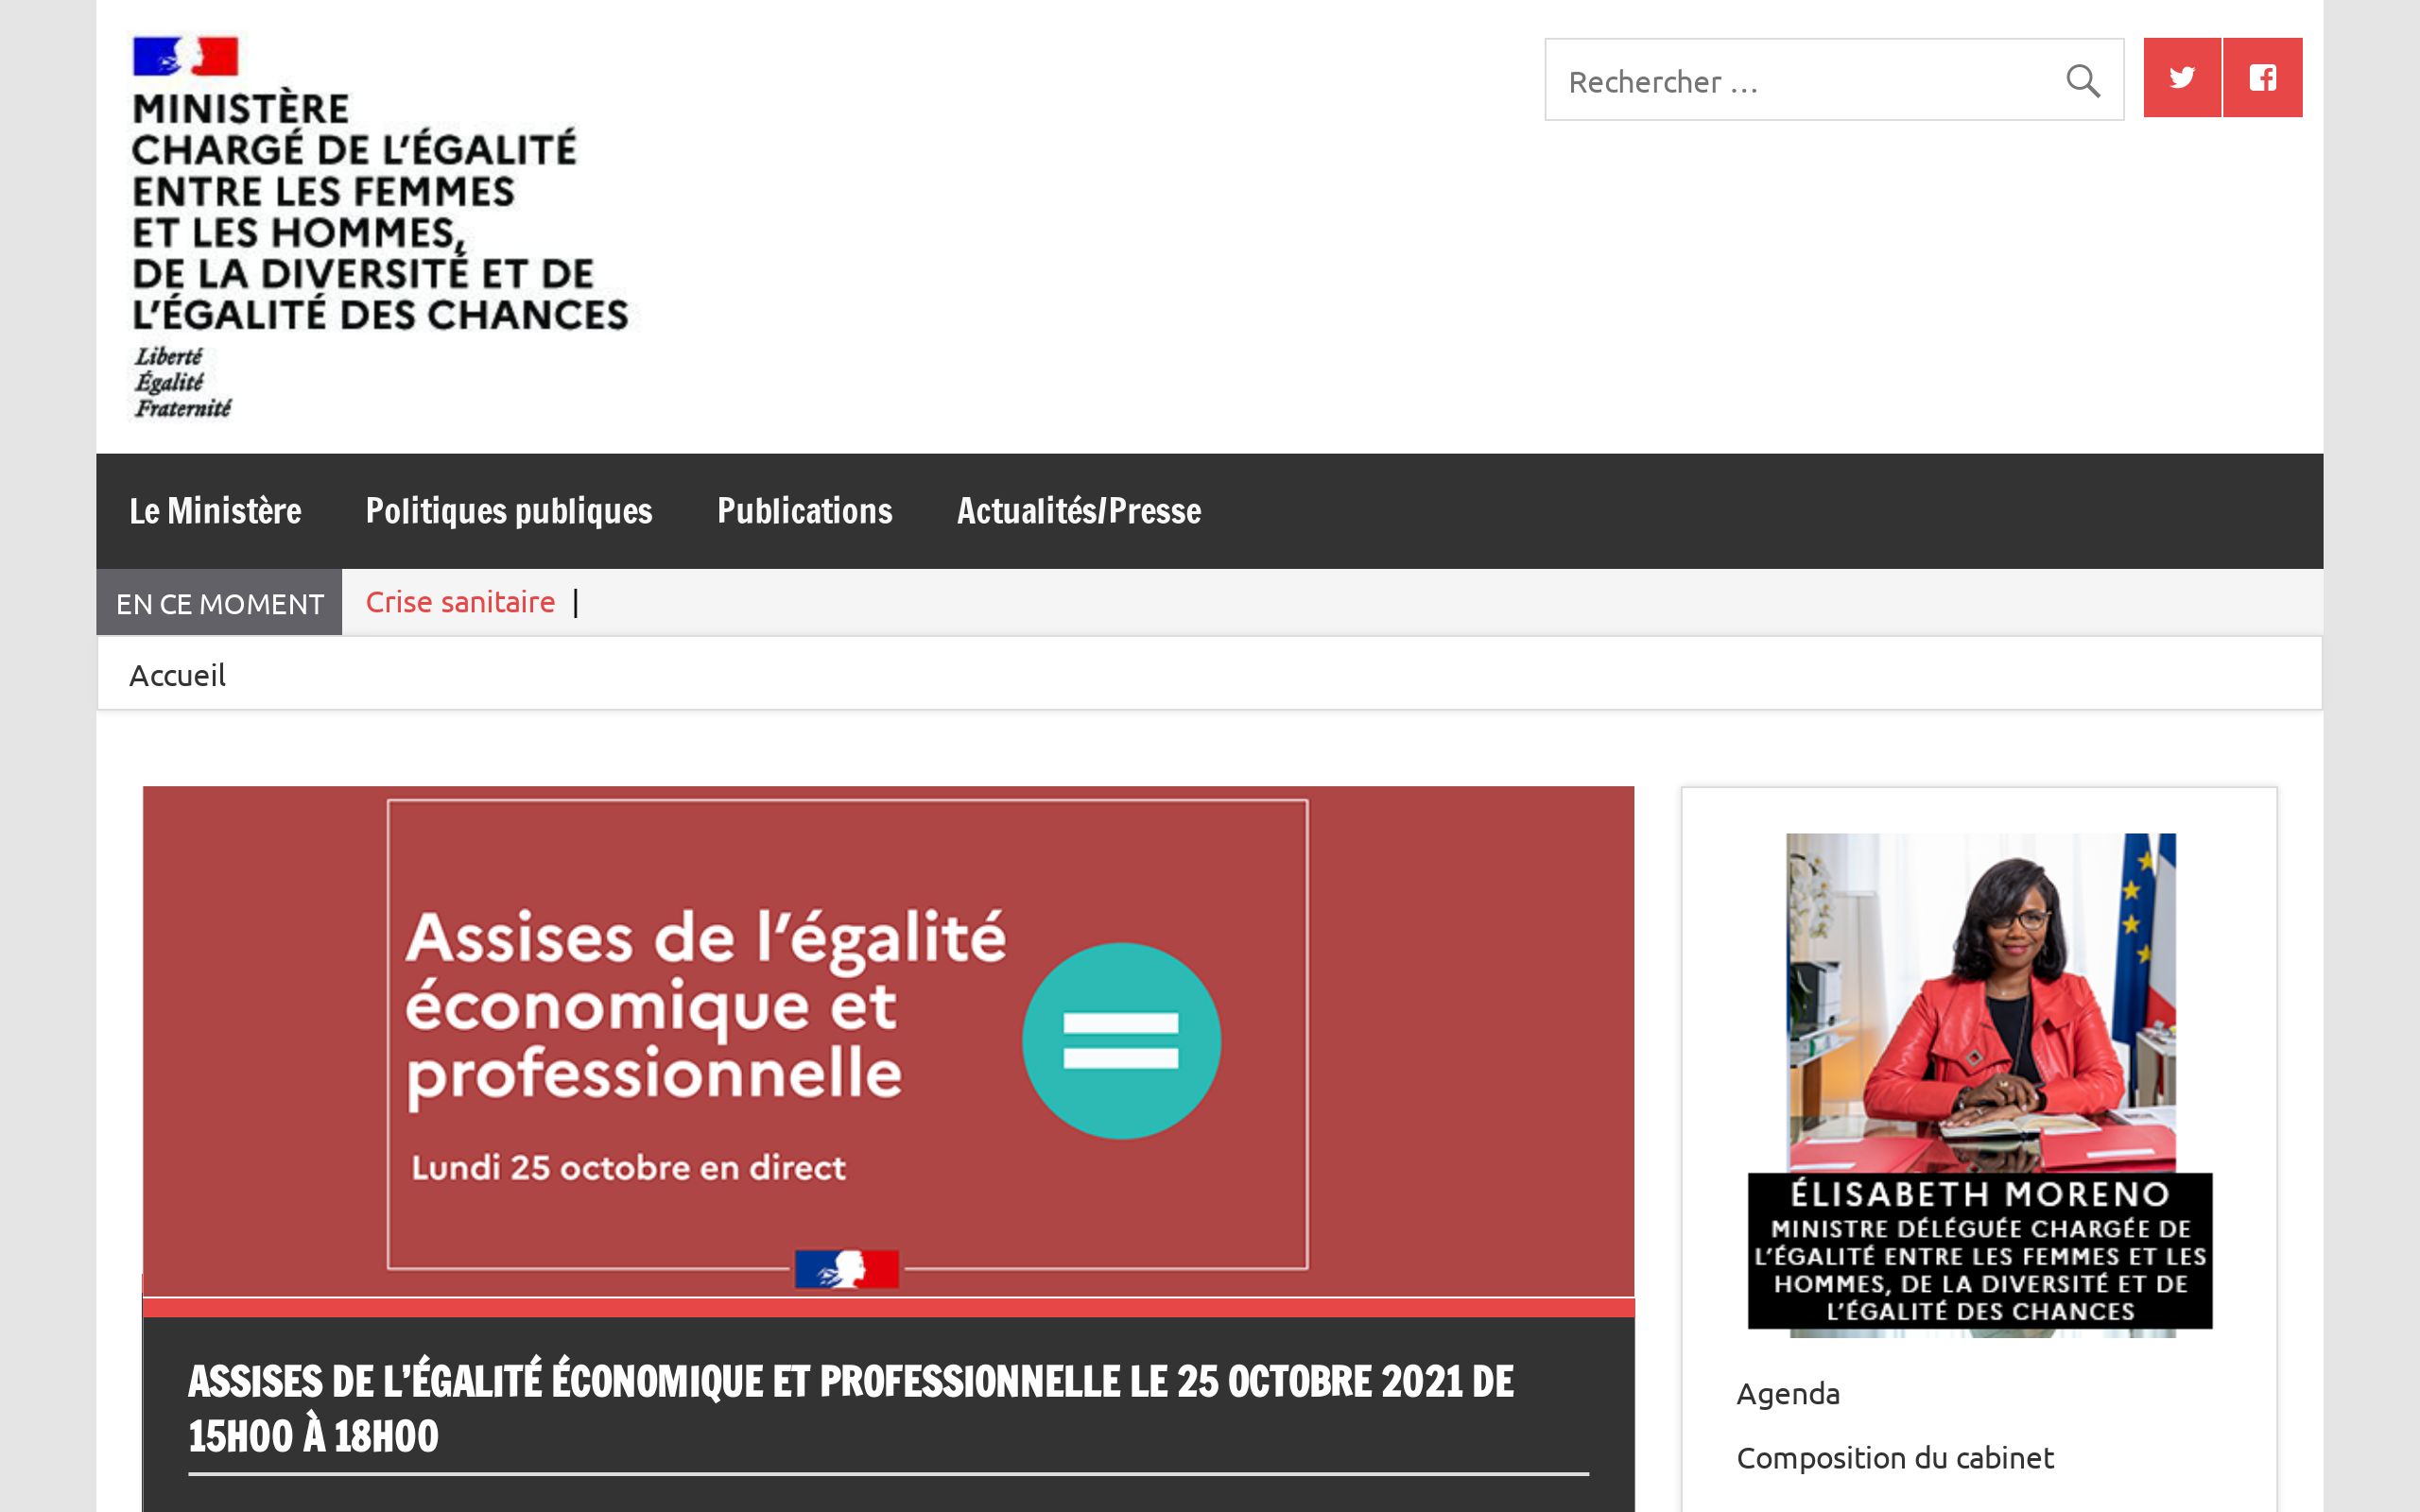 MINISTÈRE
CHARGÉ DE L'ÉGALITÉ
ENTRE LES FEMMES
ET LES HOMMES,
DE LA DIVERSITÉ ET DE
L'ÉGALITÉ DES CHANCES
Liberté
Égalité
Fraternité
Rechercher …
Le Ministère Politiques publiques Publications Actualités/Presse
EN CE MOMENT Crise sanitaire |
Accueil
Assises de l'égalité
économique et
professionnelle
Lundi 25 octobre en direct
ASSISES DE L'ÉGALITÉ ÉCONOMIQUE ET PROFESSIONNELLE LE 25 OCTOBRE 2021 DE
15H00 À 18H00
ÉLISABETH MORENO
MINISTRE DÉLÉGUÉE CHARGÉE DE
L'ÉGALITÉ ENTRE LES FEMMES ET LES
HOMMES, DE LA DIVERSITÉ ET DE
L'ÉGALITÉ DES CHANCES
Agenda
Composition du cabinet